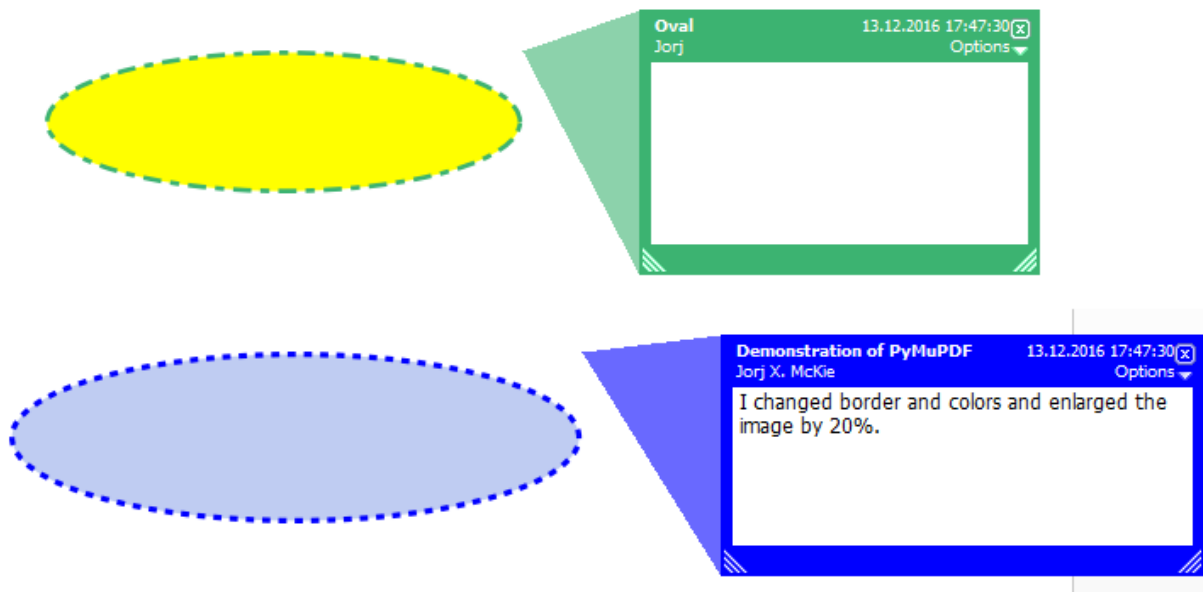 Oval 13.12.2016 17:47:30
Jorj Options
Demonstration of PyMuPDF 13.12.2016 17:47:30
Jorj X. McKie Options
I changed border and colors and enlarged the
image by 20%.